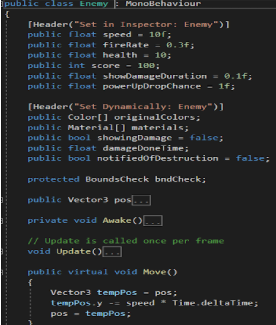 public class Enemy : MonoBehaviour
{
[Header("Set in Inspector: Enemy")]
public float speed = 10f;
public float fireRate = 0.3f;
public float health = 10;
public int score = 100;
public float showDamageDuration = 0.1f;
public float powerUpDropChance = 1f;
[Header("Set Dynamically: Enemy")]
public Color[] originalColors;
public Material[] materials;
public bool showingDamage = false;
public float damageDoneTime;
public bool notifiedOfDestruction = false;
protected BoundsCheck bndCheck;
public Vector3 pos...
private void Awake()...
// Update is called once per frame
void Update()...
public virtual void Move()
{
Vector3 tempPos = pos;
tempPos.y -= speed * Time.deltaTime;
pos = tempPos;
}